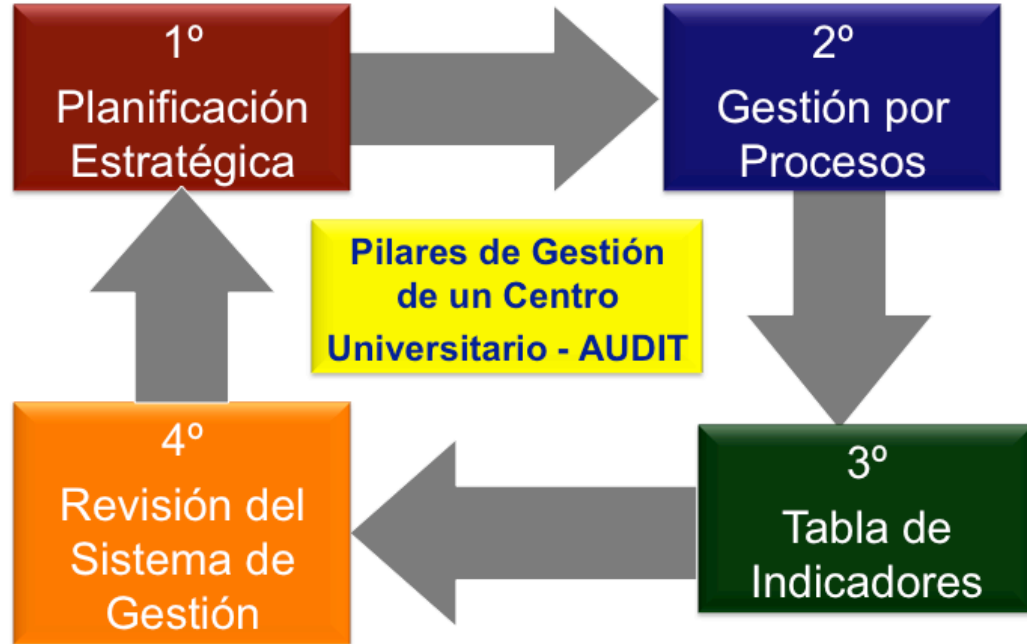 1º
Planificación
Estratégica
2º
Gestión por
Procesos
Pilares de Gestión
de un Centro
Universitario - AUDIT
3º
Tabla de
Indicadores
4º
Revisión del
Sistema de
Gestión